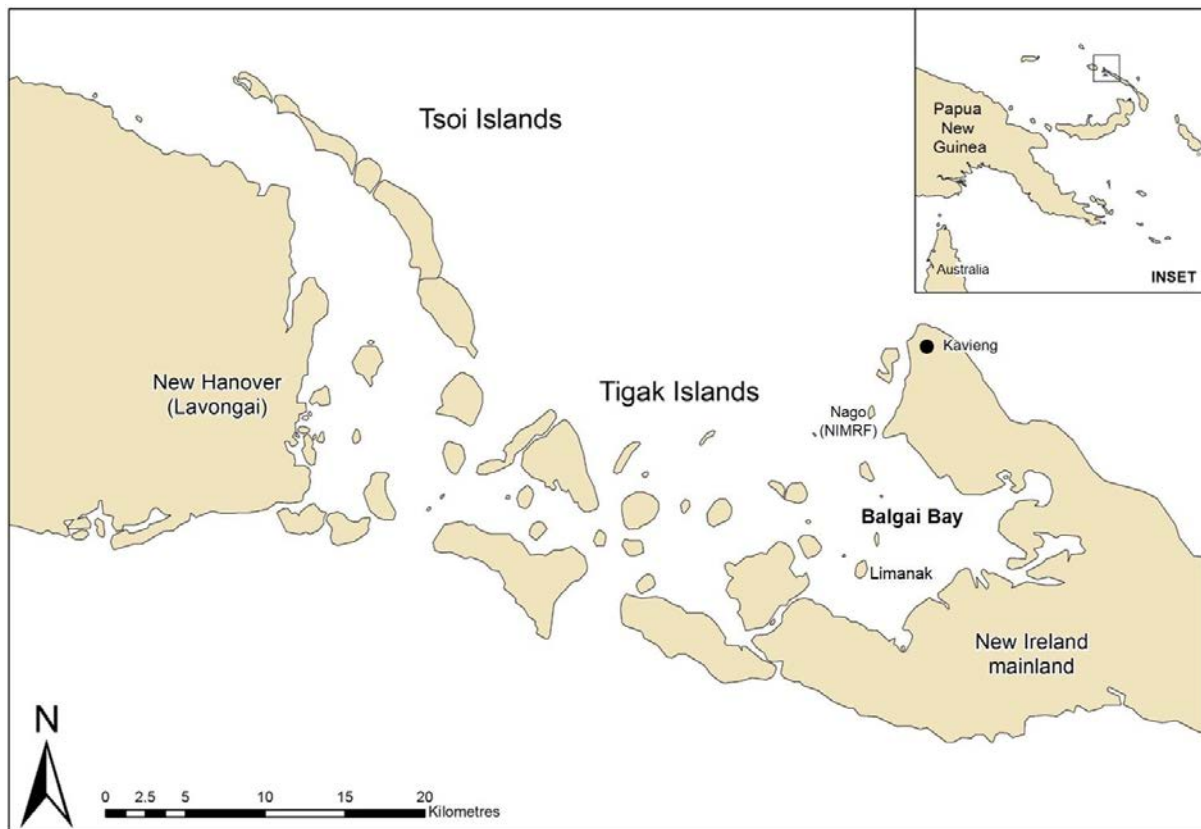 Tsoi Islands
Papua
New
Guinea
Australia
INSET
Kavieng
New Hanover
(Lavongai)
Tigak Islands
Nago
(NIMRF)
Balgai Bay
Limanak
New Ireland
mainland
N
0 2.5 5 10 15 20
Kilometres